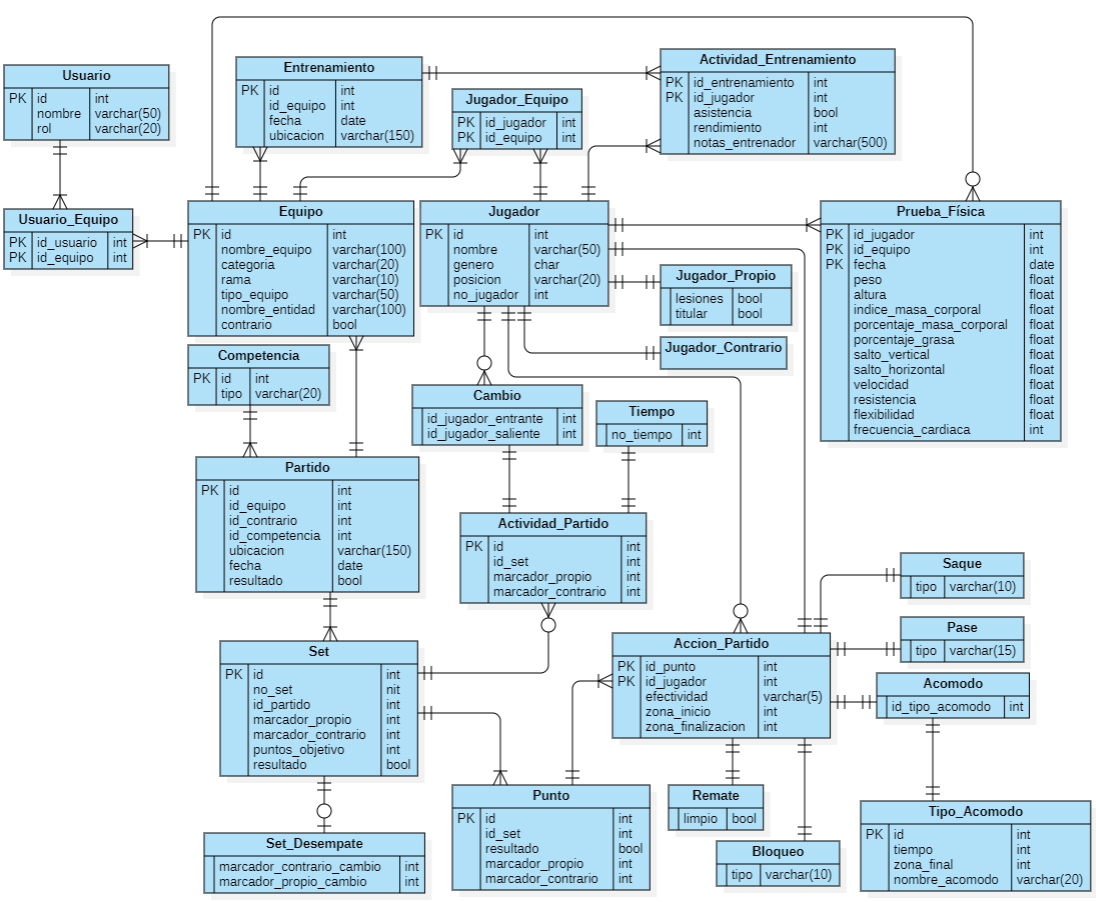 Usuario
PK id int
nombre varchar(50)
rol varchar(20)
Entrenamiento
PK id int
id_equipo int
fecha date
ubicacion varchar(150)
Jugador_Equipo
PK id_jugador int
PK id_equipo int
Actividad_Entrenamiento
PK id_entrenamiento int
PK id_jugador int
asistencia bool
rendimiento int
notas_entrenador varchar(500)
Usuario_Equipo
PK id_usuario int
PK id_equipo int
Equipo
PK id int
nombre_equipo varchar(100)
categoria varchar(20)
rama varchar(10)
tipo_equipo varchar(50)
nombre_entidad varchar(100)
contrario bool
Jugador
PK id int
nombre varchar(50)
genero char
posicion varchar(20)
no_jugador int
Prueba_Física
PK id_jugador int
PK id_equipo int
PK fecha date
peso float
altura float
indice_masa_corporal float
porcentaje_masa_corporal float
porcentaje_grasa float
salto_vertical float
salto_horizontal float
velocidad float
resistencia float
flexibilidad float
frecuencia_cardiaca int
Jugador_Propio
lesiones bool
titular bool
Jugador_Contrario
Competencia
PK id int
tipo varchar(20)
Cambio
id_jugador_entrante int
id_jugador_saliente int
Tiempo
no_tiempo int
Partido
PK id int
id_equipo int
id_contrario int
id_competencia int
ubicacion varchar(150)
fecha date
resultado bool
Actividad_Partido
PK id int
id_set int
marcador_propio int
marcador_contrario int
Saque
tipo varchar(10)
Pase
tipo varchar(15)
Acomodo
id_tipo_acomodo int
Accion_Partido
PK id_punto int
PK id_jugador int
efectividad varchar(5)
zona_inicio int
zona_finalizacion int
Set
PK id int
no_set nit
id_partido int
marcador_propio int
marcador_contrario int
puntos_objetivo int
resultado bool
Punto
PK id int
id_set int
resultado bool
marcador_propio int
marcador_contrario int
Remate
limpio bool
Bloqueo
tipo varchar(10)
Tipo_Acomodo
PK id int
tiempo int
zona_final int
nombre_acomodo varchar(20)
Set_Desempate
marcador_contrario_cambio int
marcador_propio_cambio int